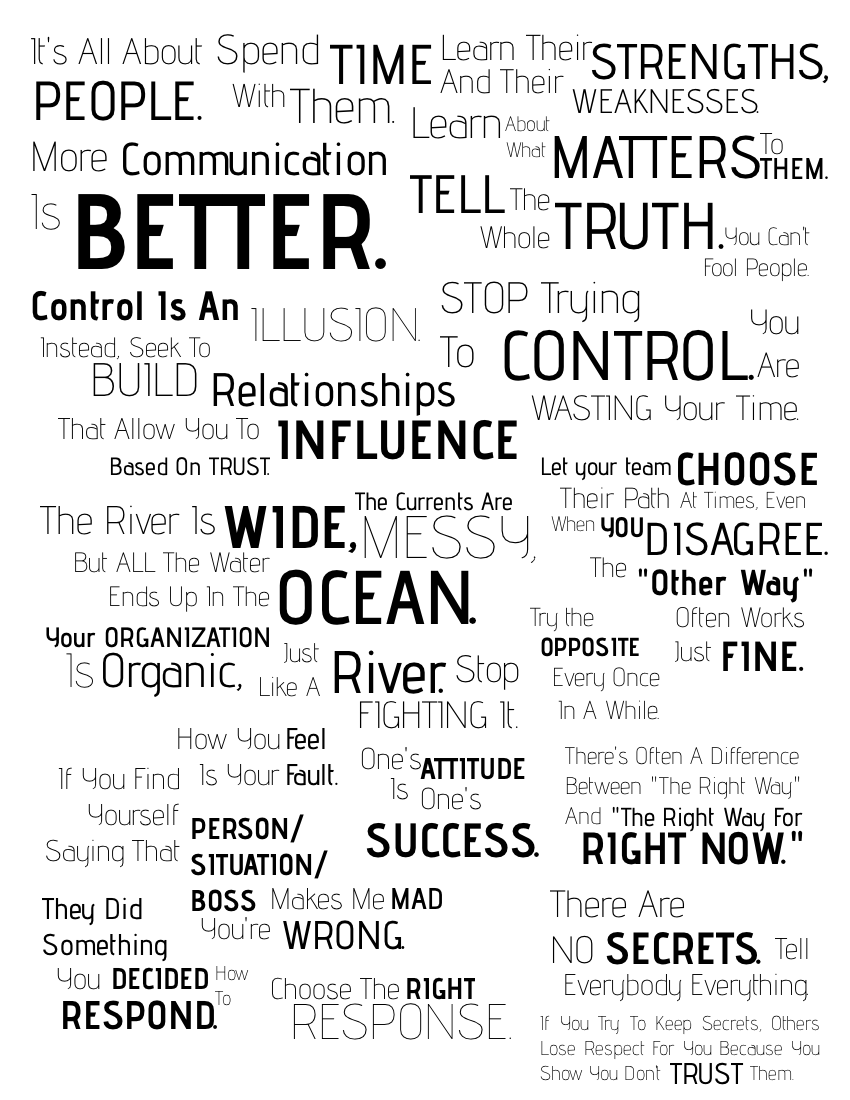 It's All About
PEOPLE.
Spend TIME
With Them.
Learn Their STRENGTHS,
And Their WEAKNESSES.
Learn About What MATTERS To THEM.
More Communication
Is BETTER.
TELL The
Whole TRUTH. You Can't
Fool People.
Control Is An ILLUSION.
Instead, Seek To
BUILD Relationships
That Allow You To INFLUENCE
Based On TRUST.
STOP Trying
To CONTROL. You Are
WASTING Your Time.
Let your team CHOOSE
Their Path At Times, Even
When YOU DISAGREE.
The "Other Way"
Often Works
Just FINE.
Try the
OPPOSITE
Every Once
In A While.
The River Is WIDE, The Currents Are MESSY,
But ALL The Water
Ends Up In The OCEAN.
Your ORGANIZATION
Is Organic, Just Like A River. Stop
FIGHTING It.
How You Feel
Is Your Fault.
If You Find
Yourself
Saying That
PERSON/
SITUATION/
BOSS Makes Me MAD
You're WRONG.
One's ATTITUDE
Is One's
SUCCESS.
There's Often A Difference
Between "The Right Way"
And "The Right Way For
RIGHT NOW."
They Did
Something
You DECIDED How To
RESPOND.
Choose The RIGHT
RESPONSE.
There Are
NO SECRETS. Tell
Everybody Everything.
If You Try To Keep Secrets, Others
Lose Respect For You Because You
Show You Don't TRUST Them.